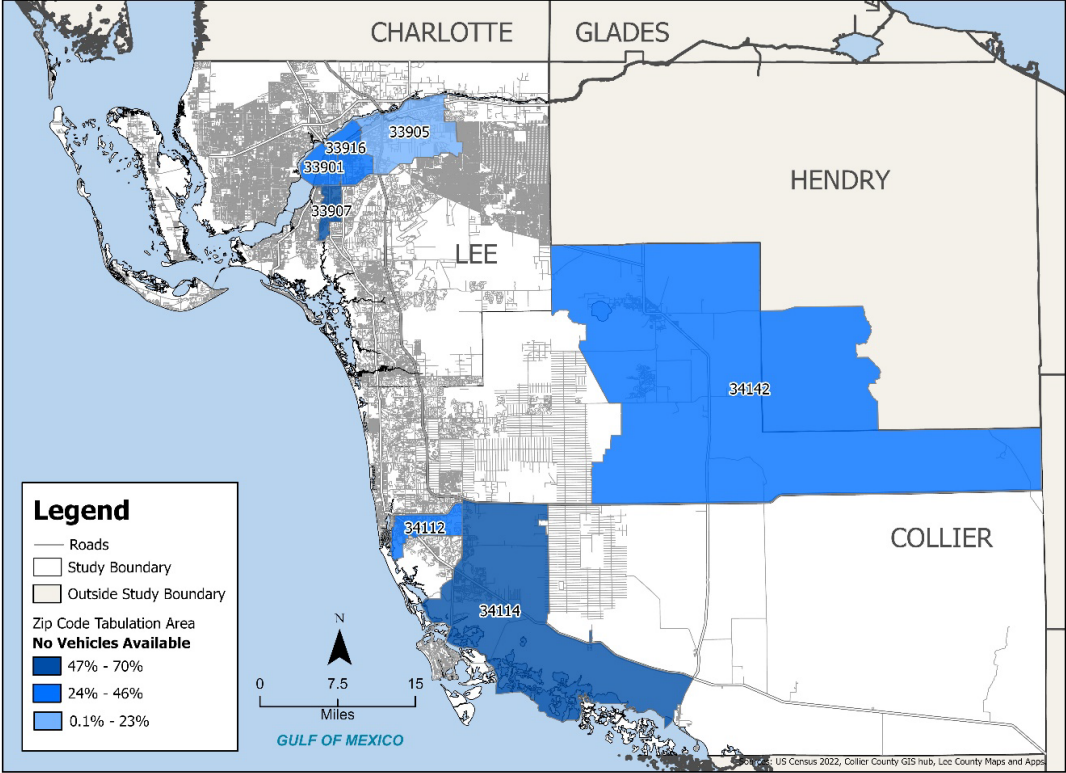 CHARLOTTE
GLADES
33905
33916
33901
HENDRY
33907
LEE
34142
Legend
Roads
Study Boundary
Outside Study Boundary
Zip Code Tabulation Area
No Vehicles Available
47% - 70%
24% - 46%
0.1% - 23%
34112
COLLIER
34114
N
0 7.5 15
Miles
GULF OF MEXICO
Sources: US Census 2022, Collier County GIS hub, Lee County Maps and Apps